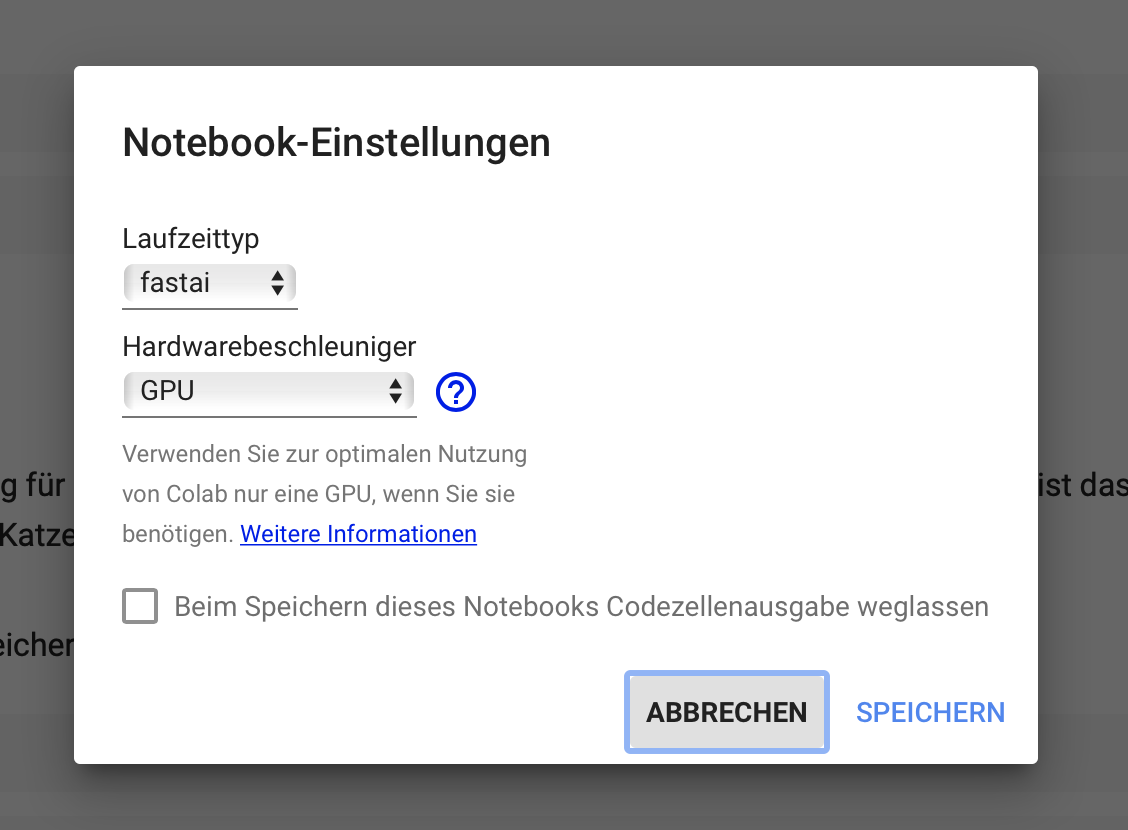 Notebook-Einstellungen
Laufzeittyp
fastai
Hardwarebeschleuniger
GPU
?
Verwenden Sie zur optimalen Nutzung
von Colab nur eine GPU, wenn Sie sie
benötigen. Weitere Informationen
g für
ist das
Katze
Beim Speichern dieses Notebooks Codezellenausgabe weglassen
eicher
ABBRECHEN SPEICHERN